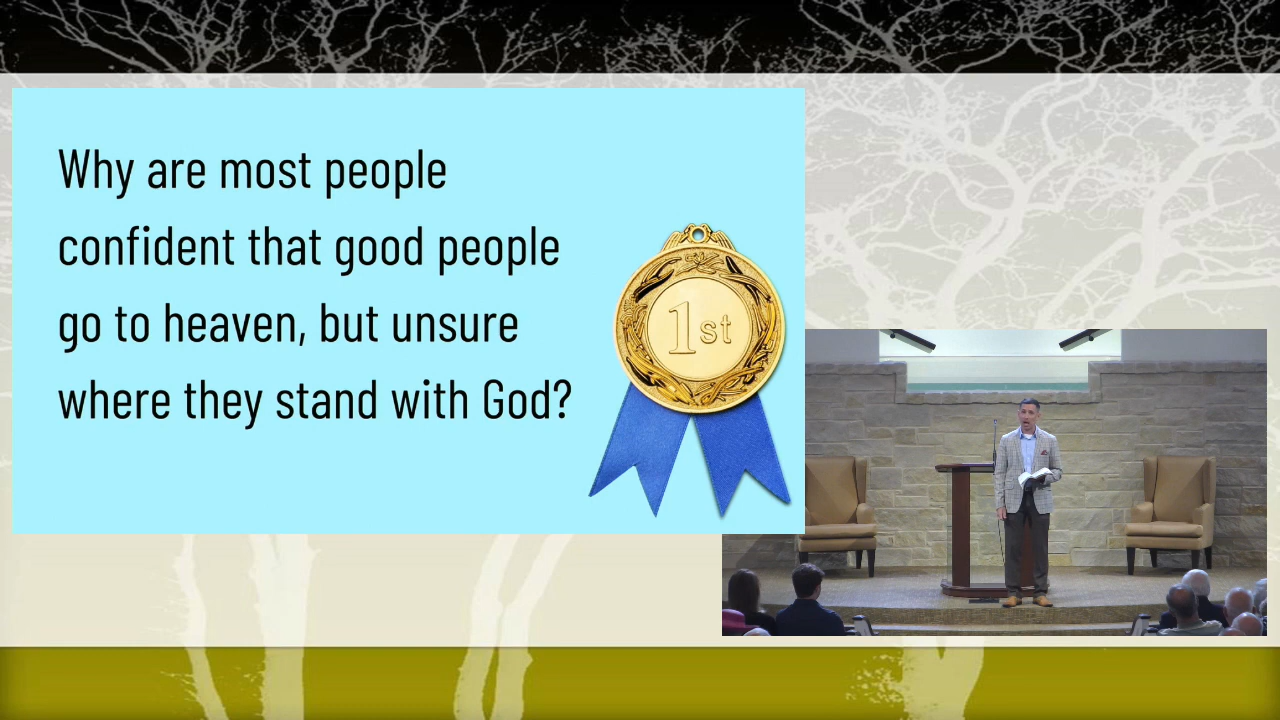 Why are most people
confident that good people
go to heaven, but unsure
where they stand with God?
1st